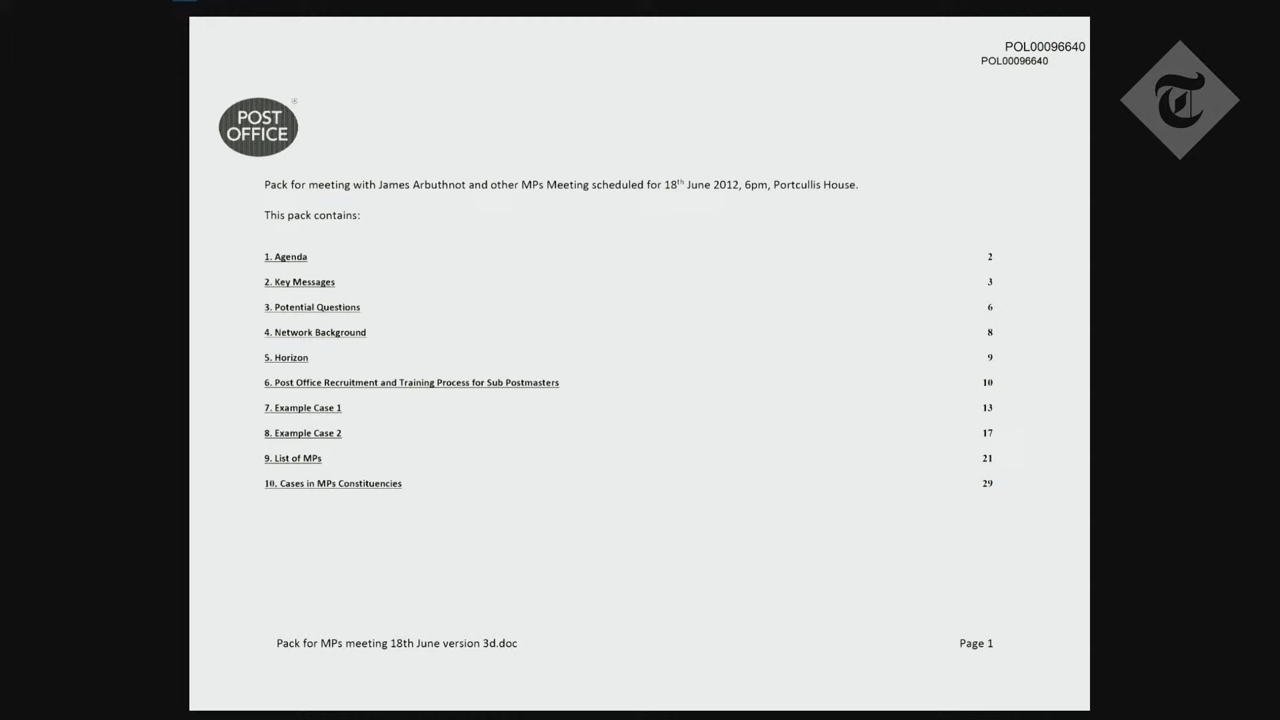 POL00096640
POL00096640
POST
OFFICE
Pack for meeting with James Arbuthnot and other MPs Meeting scheduled for 18th June 2012, 6pm, Portcullis House.
This pack contains:
1. Agenda 2
2. Key Messages 3
3. Potential Questions 6
4. Network Background 8
5. Horizon 9
6. Post Office Recruitment and Training Process for Sub Postmasters 10
7. Example Case 1 13
8. Example Case 2 17
9. List of MPs 21
10. Cases in MPs Constituencies 29
Pack for MPs meeting 18th June version 3d.doc Page 1
T